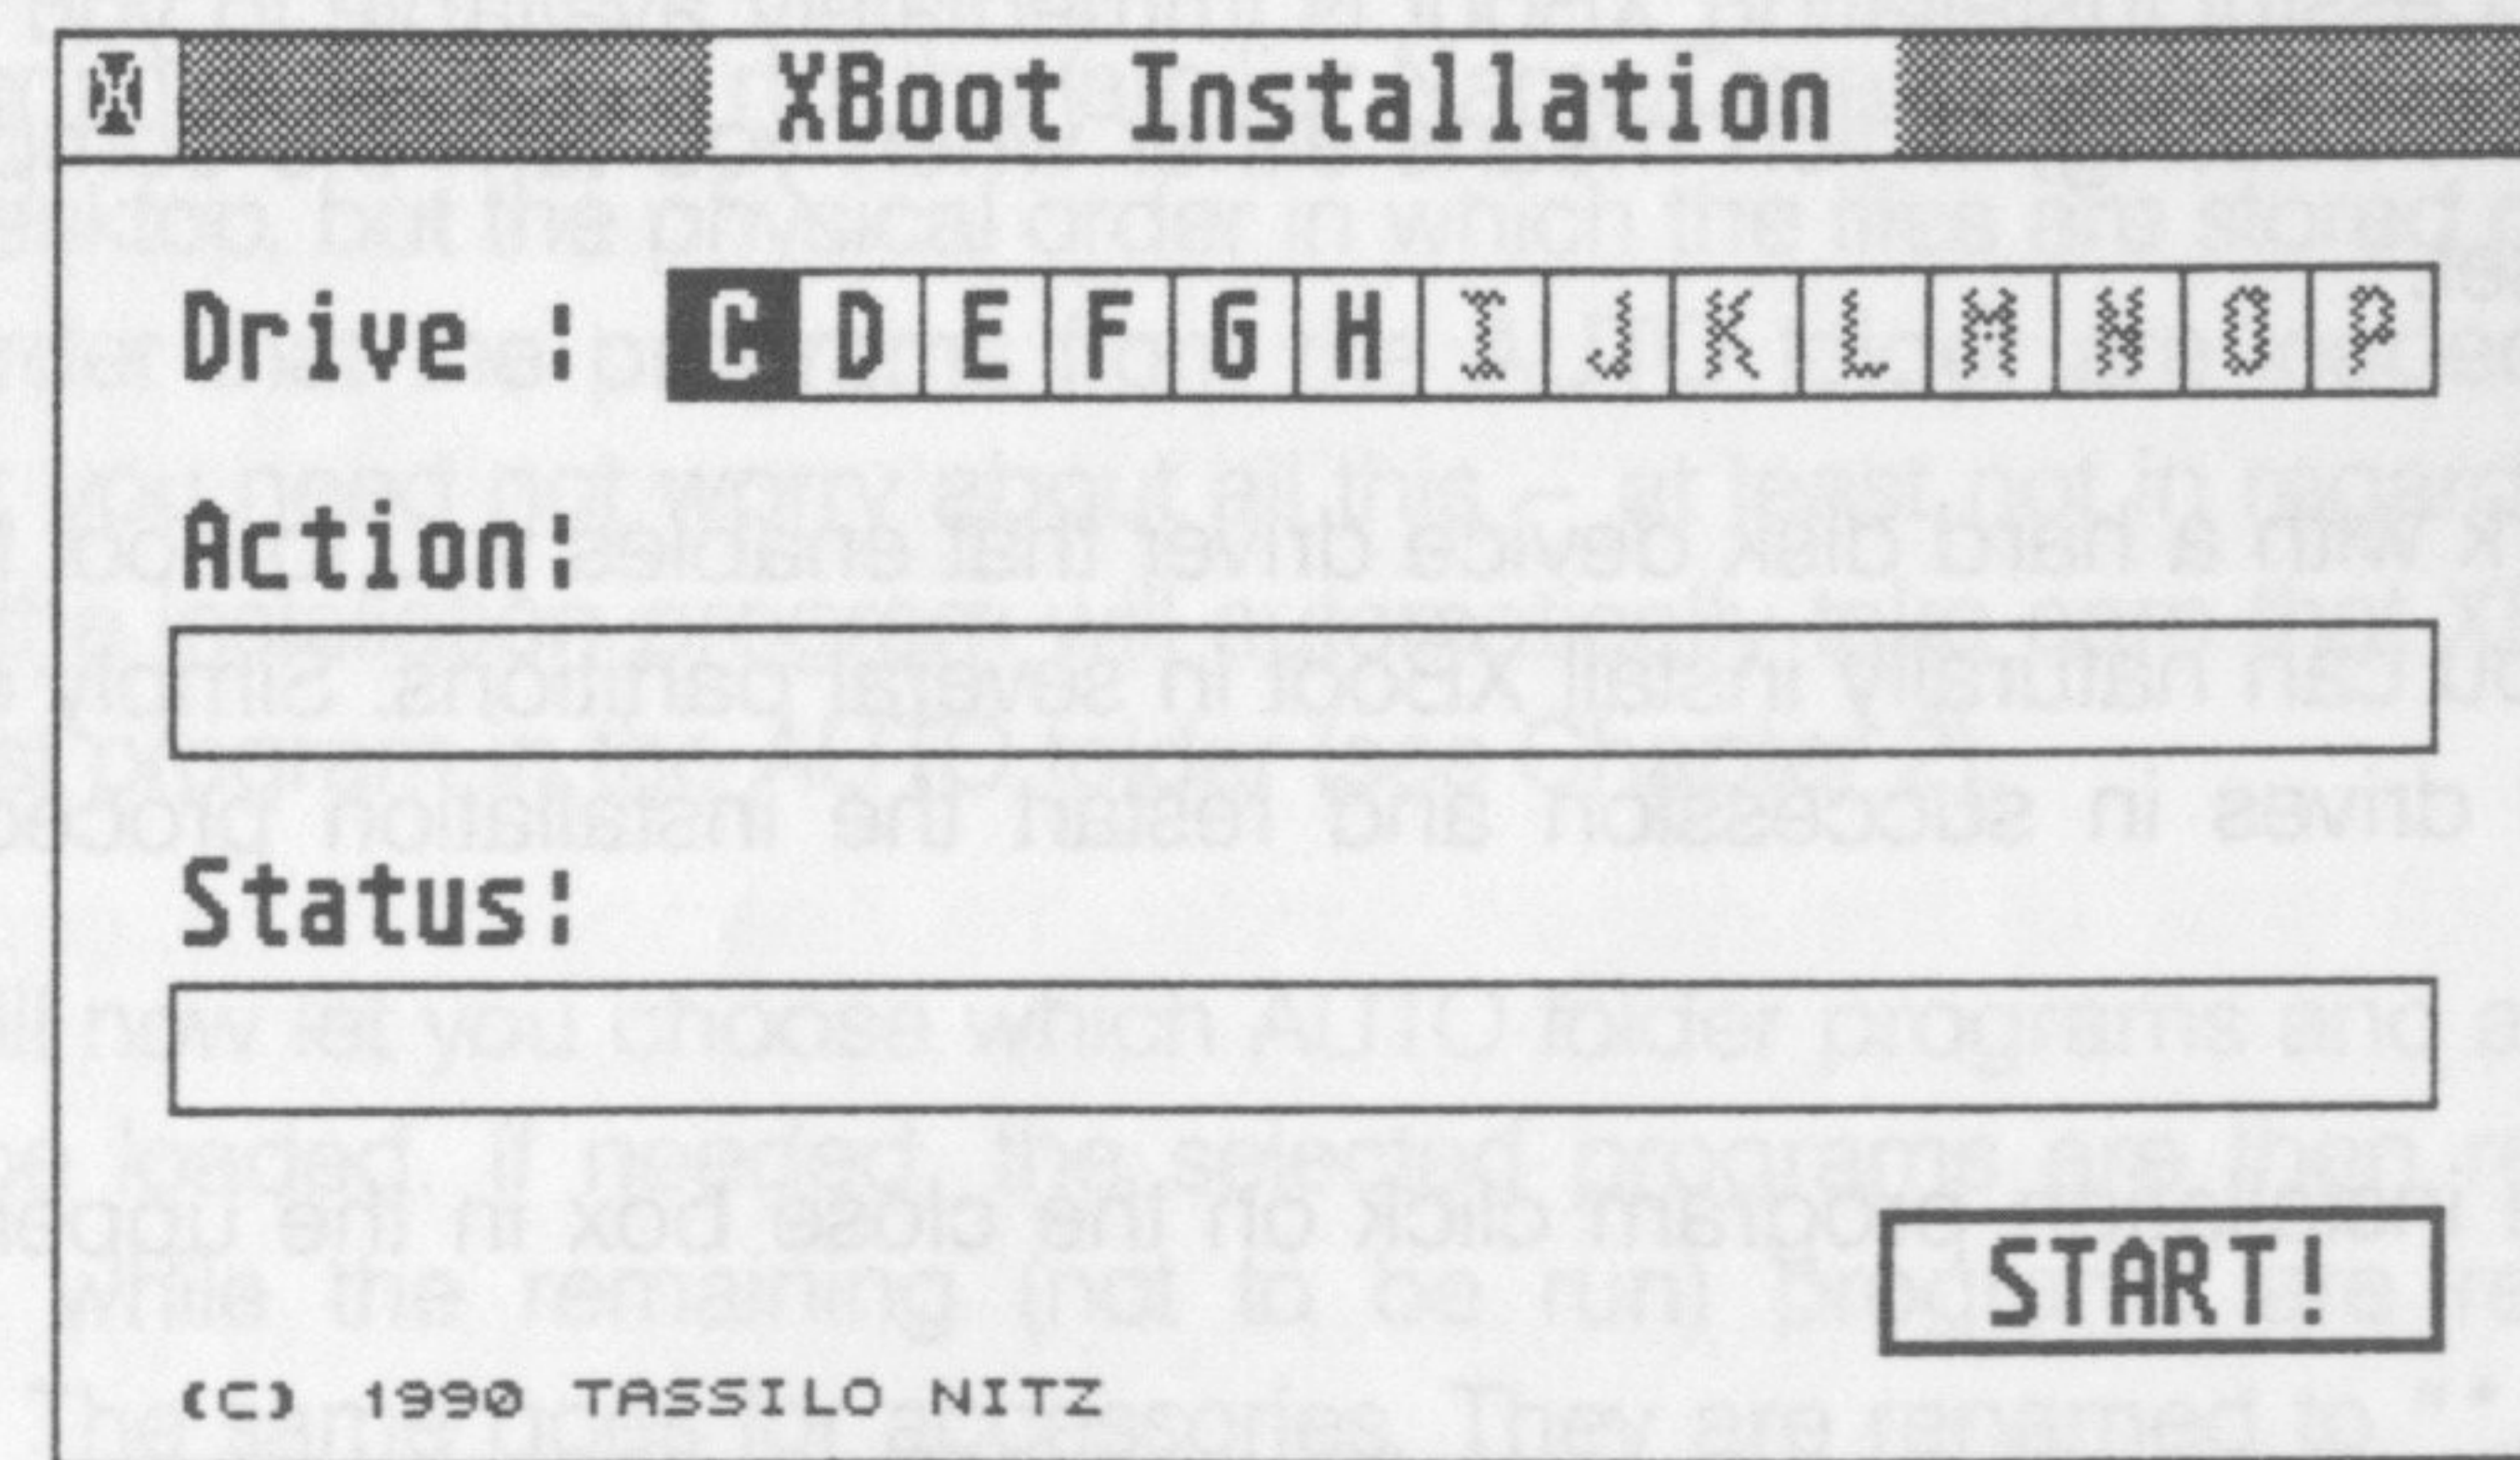 XBoot Installation
Drive : C D E F G H I J K L M N O P
Action:
Status:
START!
(C) 1990 TASSILO NITZ